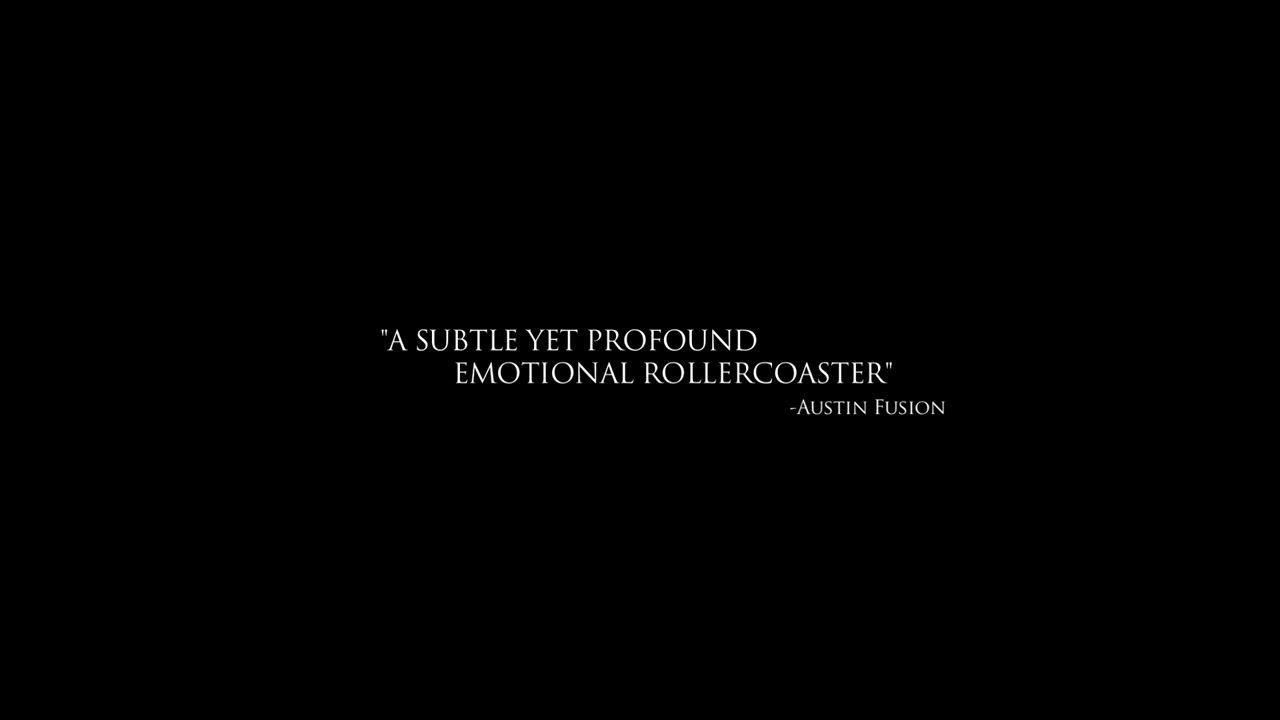 "A SUBTLE YET PROFOUND
EMOTIONAL ROLLERCOASTER"
-Austin Fusion